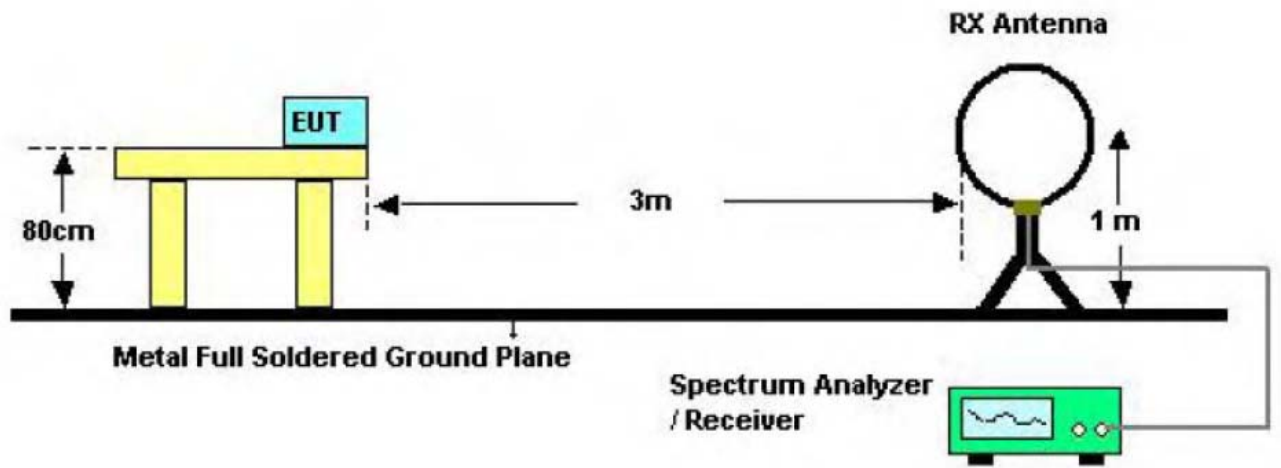 RX Antenna
EUT
80cm
3m
1 m
Metal Full Soldered Ground Plane
Spectrum Analyzer
/ Receiver